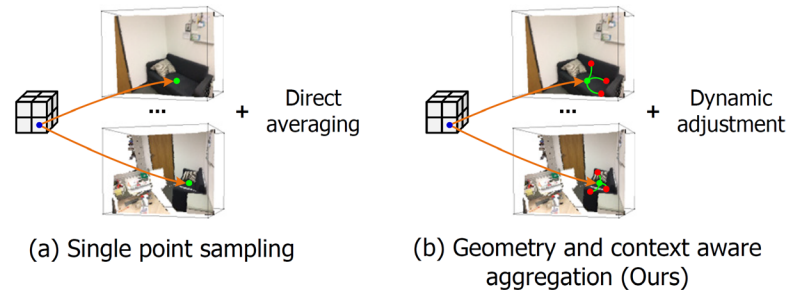 ...
+
Direct
averaging
(a) Single point sampling
...
+
Dynamic
adjustment
(b) Geometry and context aware
aggregation (Ours)